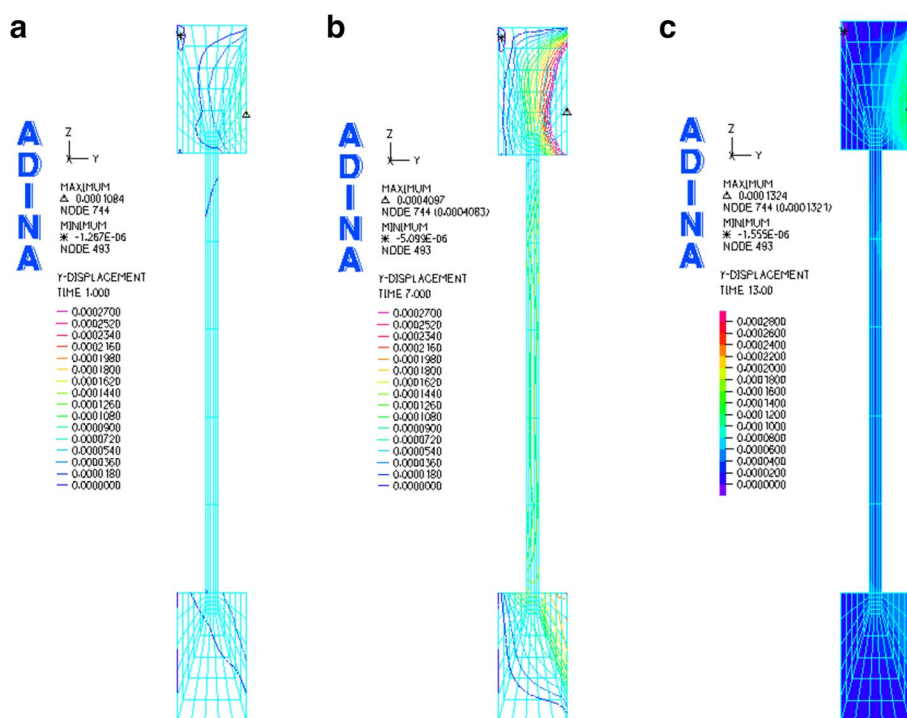 a
ADINA
Z
Y
MAXIMUM
△ 0.0001084
NODE 744
MINIMUM
* -1.267E-06
NODE 493
Y-DISPLACEMENT
TIME 1.000
0.0002700
0.0002520
0.0002340
0.0002160
0.0001980
0.0001800
0.0001620
0.0001440
0.0001260
0.0001080
0.0000900
0.0000720
0.0000540
0.0000360
0.0000180
0.0000000
b
ADINA
Z
Y
MAXIMUM
△ 0.0004097
NODE 744 (0.0004083)
MINIMUM
* -5.099E-06
NODE 493
Y-DISPLACEMENT
TIME 7.000
0.0002700
0.0002520
0.0002340
0.0002160
0.0001980
0.0001800
0.0001620
0.0001440
0.0001260
0.0001080
0.0000900
0.0000720
0.0000540
0.0000360
0.0000180
0.0000000
c
ADINA
Z
Y
MAXIMUM
△ 0.0001324
NODE 744 (0.0001321)
MINIMUM
* -1.555E-06
NODE 493
Y-DISPLACEMENT
TIME 13.00
0.0002800
0.0002600
0.0002400
0.0002200
0.0002000
0.0001800
0.0001600
0.0001400
0.0001200
0.0001000
0.0000800
0.0000600
0.0000400
0.0000200
0.0000000